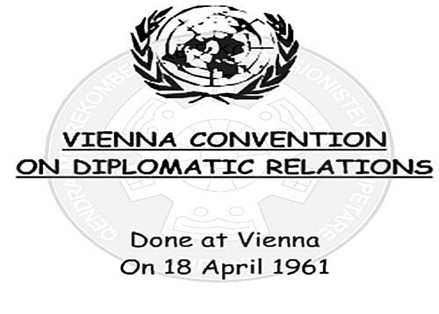 VIENNA CONVENTION
ON DIPLOMATIC RELATIONS
Done at Vienna
On 18 April 1961